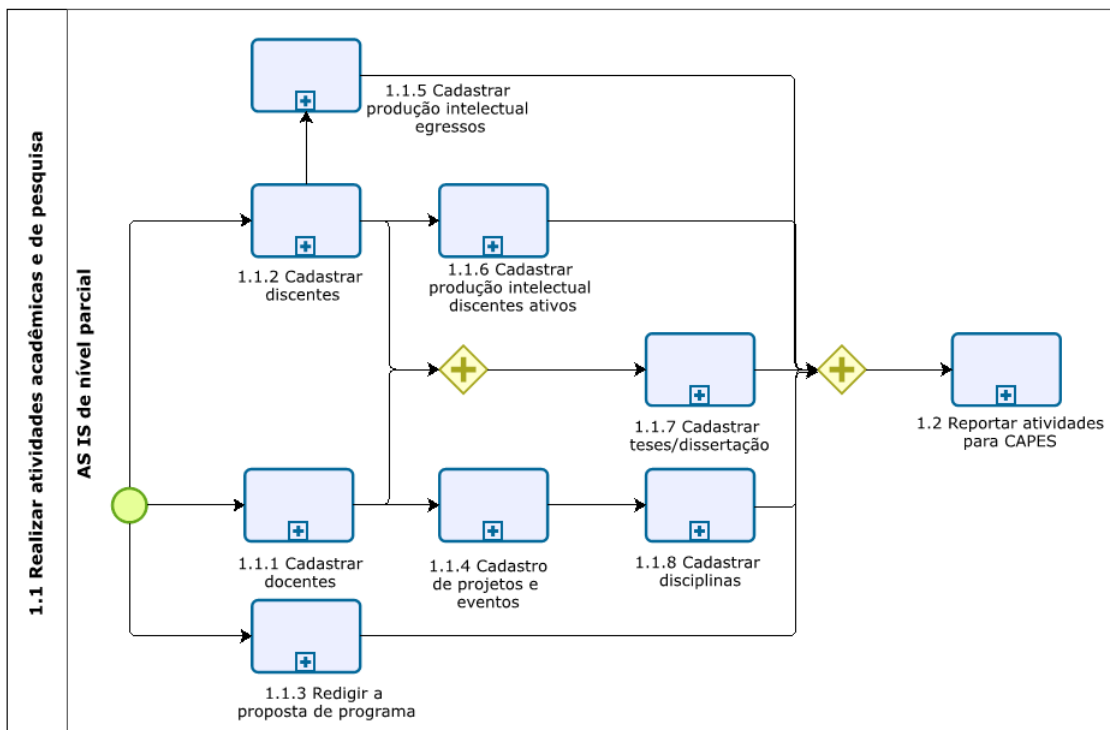 1.1 Realizar atividades acadêmicas e de pesquisa
AS IS de nível parcial
1.1.5 Cadastrar
produção intelectual
egressos
1.1.2 Cadastrar
discentes
1.1.6 Cadastrar
produção intelectual
discentes ativos
1.1.7 Cadastrar
teses/dissertação
1.2 Reportar atividades
para CAPES
1.1.1 Cadastrar
docentes
1.1.4 Cadastro
de projetos e
eventos
1.1.8 Cadastrar
disciplinas
1.1.3 Redigir a
proposta de programa